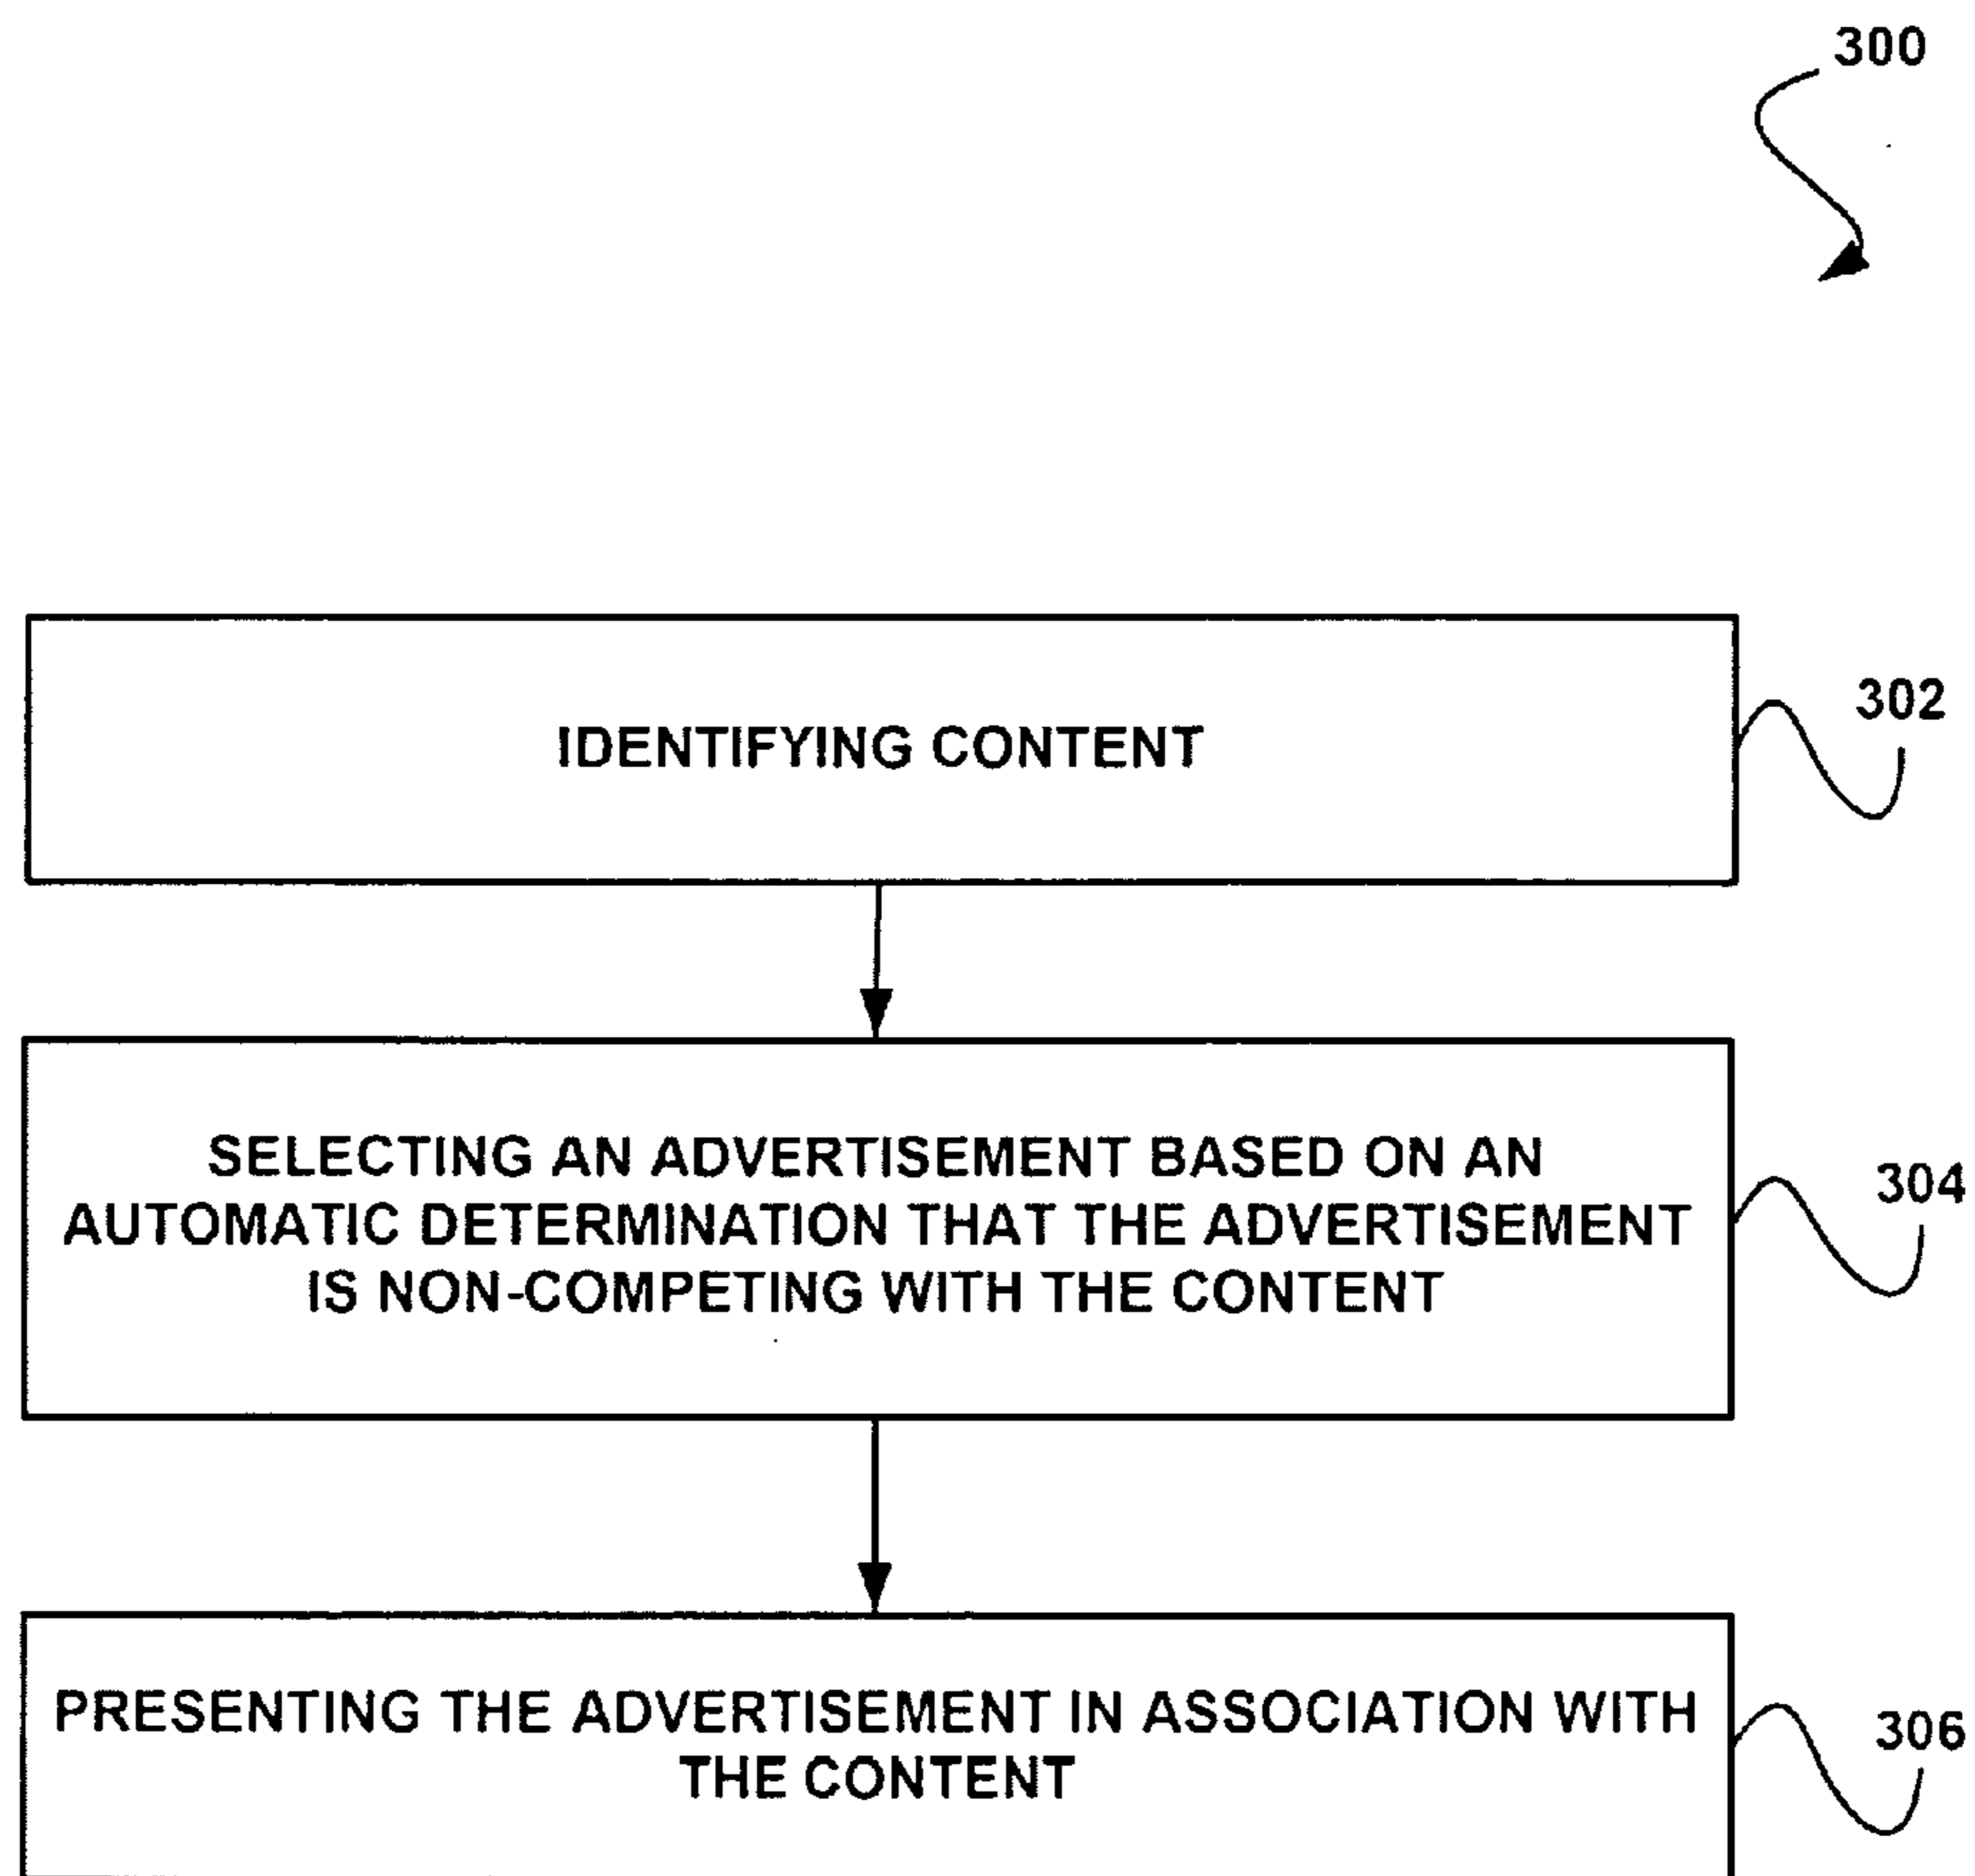 300
IDENTIFYING CONTENT
302
SELECTING AN ADVERTISEMENT BASED ON AN
AUTOMATIC DETERMINATION THAT THE ADVERTISEMENT
IS NON-COMPETING WITH THE CONTENT
304
PRESENTING THE ADVERTISEMENT IN ASSOCIATION WITH
THE CONTENT
306